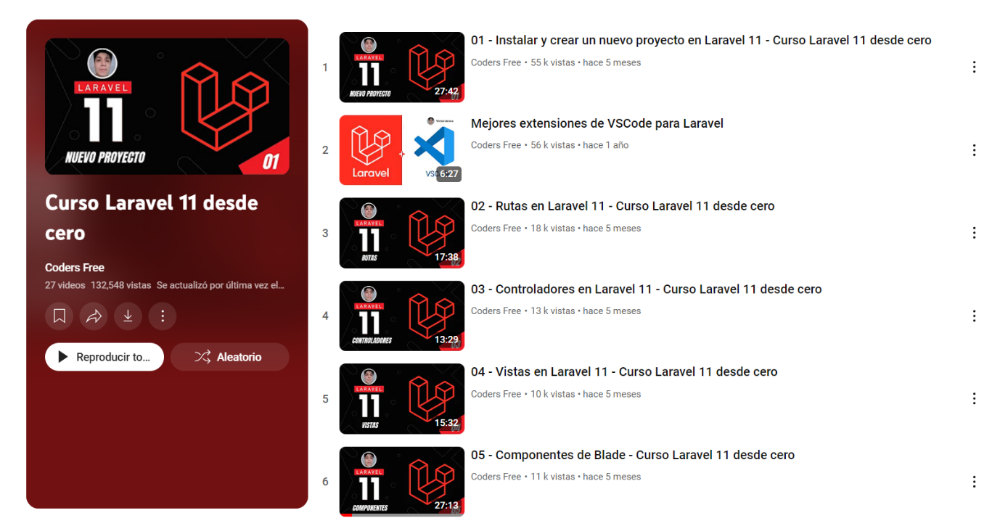 LARAVEL
11
NUEVO PROYECTO
01
Curso Laravel 11 desde
cero
Coders Free
27 videos 132,548 vistas Se actualizó por última vez el...
Reproducir to...
Aleatorio
1
LARAVEL
11
NUEVO PROYECTO
27:42
01 - Instalar y crear un nuevo proyecto en Laravel 11 - Curso Laravel 11 desde cero
Coders Free • 55 k vistas • hace 5 meses
2
Laravel
VSC
6:27
Mejores extensiones de VSCode para Laravel
Coders Free • 56 k vistas • hace 1 año
3
LARAVEL
11
RUTAS
17:38
02 - Rutas en Laravel 11 - Curso Laravel 11 desde cero
Coders Free • 18 k vistas • hace 5 meses
4
LARAVEL
11
CONTROLADORES
13:29
03 - Controladores en Laravel 11 - Curso Laravel 11 desde cero
Coders Free • 13 k vistas • hace 5 meses
5
LARAVEL
11
VISTAS
15:32
04 - Vistas en Laravel 11 - Curso Laravel 11 desde cero
Coders Free • 10 k vistas • hace 5 meses
6
LARAVEL
11
COMPONENTES
27:13
05 - Componentes de Blade - Curso Laravel 11 desde cero
Coders Free • 11 k vistas • hace 5 meses